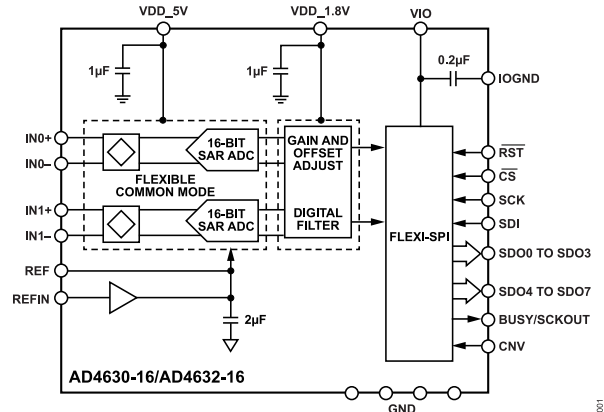 VDD_5V
VDD_1.8V
VIO
1µF
1µF
0.2µF
IOGND
IN0+
IN0–
IN1+
IN1–
REF
REFIN
16-BIT
SAR ADC
FLEXIBLE
COMMON MODE
16-BIT
SAR ADC
GAIN AND
OFFSET
ADJUST
DIGITAL
FILTER
FLEXI-SPI
RST
CS
SCK
SDI
SDO0 TO SDO3
SDO4 TO SDO7
BUSY/SCKOUT
CNV
2µF
AD4630-16/AD4632-16
GND
001